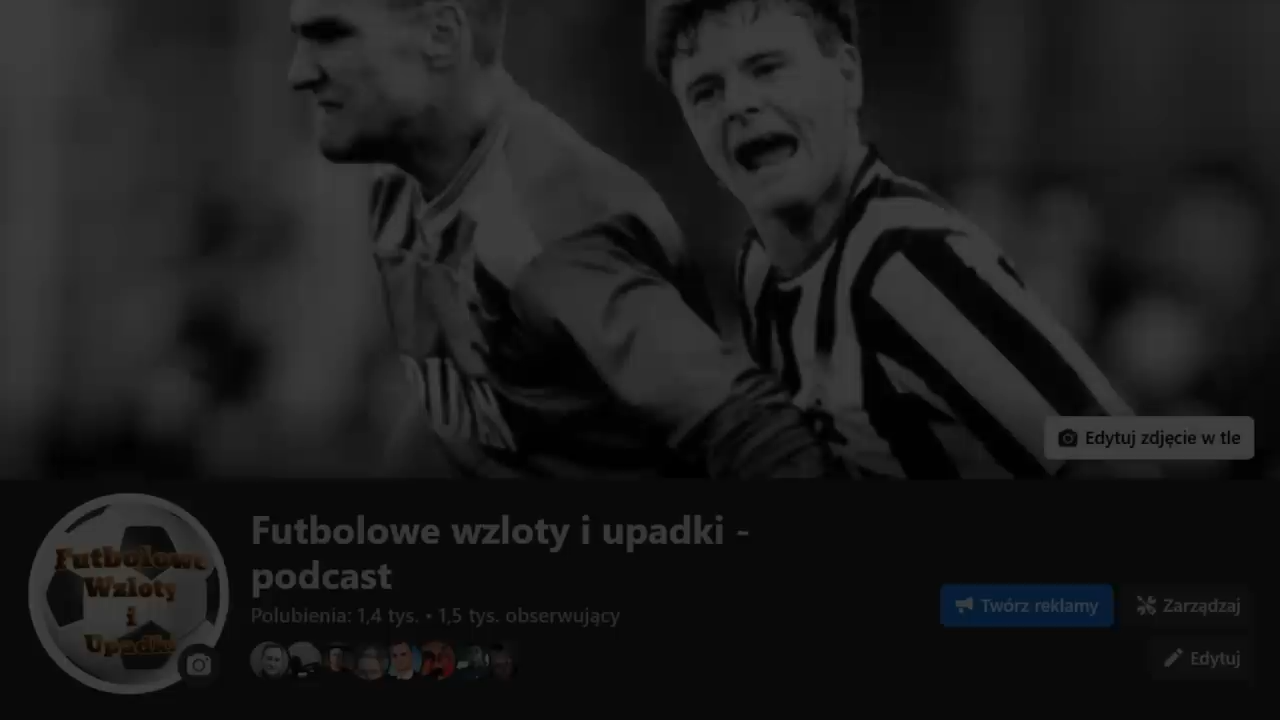 Edytuj zdjęcie w tle
Futbolowe wzloty i upadki -
podcast
Polubienia: 1,4 tys. • 1,5 tys. obserwujący
Twórz reklamy
Zarządzaj
Edytuj
Futbolowe
Wzloty
i
Upadki